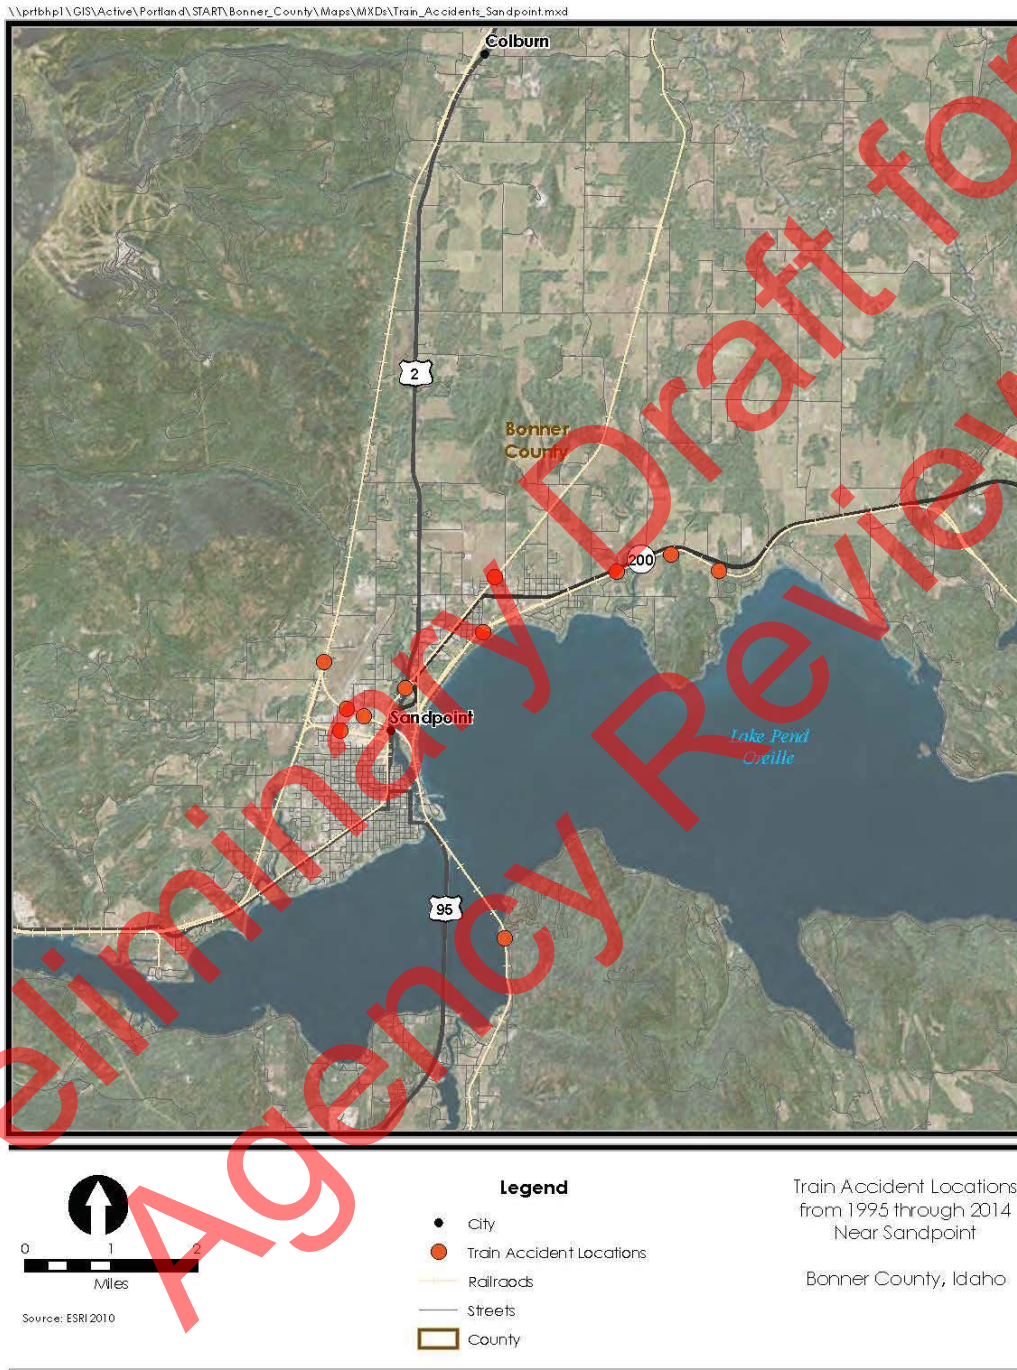 \\prtbhp1\GIS\Active\Portland\START\Bonner_County\Maps\MXDs\Train_Accidents_Sandpoint.mxd
Colburn
2
Bonner
County
200
Sandpoint
Lake Pend
Oreille
95
eliminary Draft for
Agency Review
0 1 2
Miles
Source: ESRI 2010
Legend
City
Train Accident Locations
Railraods
Streets
County
Train Accident Locations
from 1995 through 2014
Near Sandpoint
Bonner County, Idaho